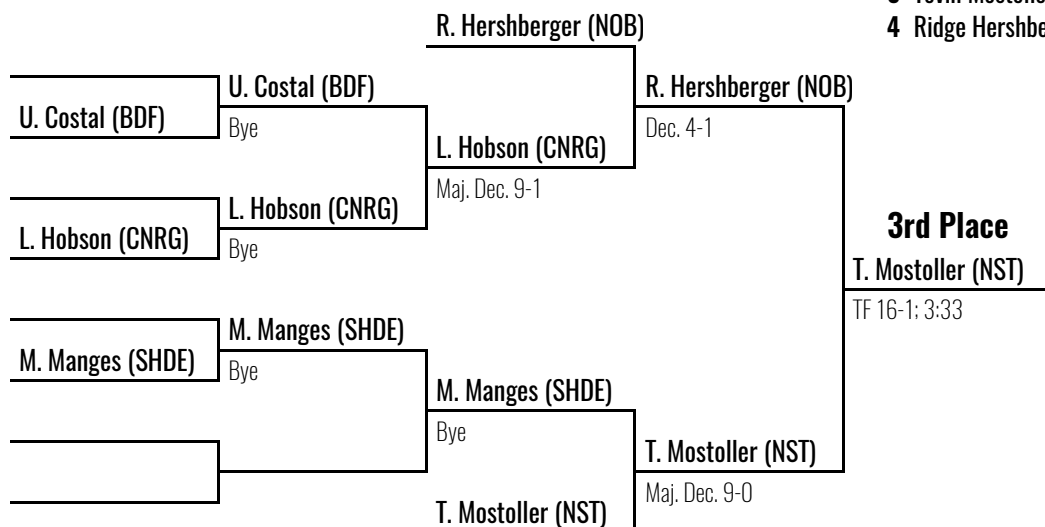 4 Ridge
R. Hershberger (NOB)
U. Costal (BDF)
R. Hershberger (NOB)
U. Costal (BDF)
Bye
Dec. 4-1
L. Hobson (CNRG)
Maj. Dec. 9-1
L. Hobson (CNRG)
L. Hobson (CNRG)
Bye
3rd Place
T. Mostoller (NST)
TF 16-1; 3:33
M. Manges (SHDE)
M. Manges (SHDE)
Bye
M. Manges (SHDE)
Bye
T. Mostoller (NST)
Maj. Dec. 9-0
T. Mostoller (NST)